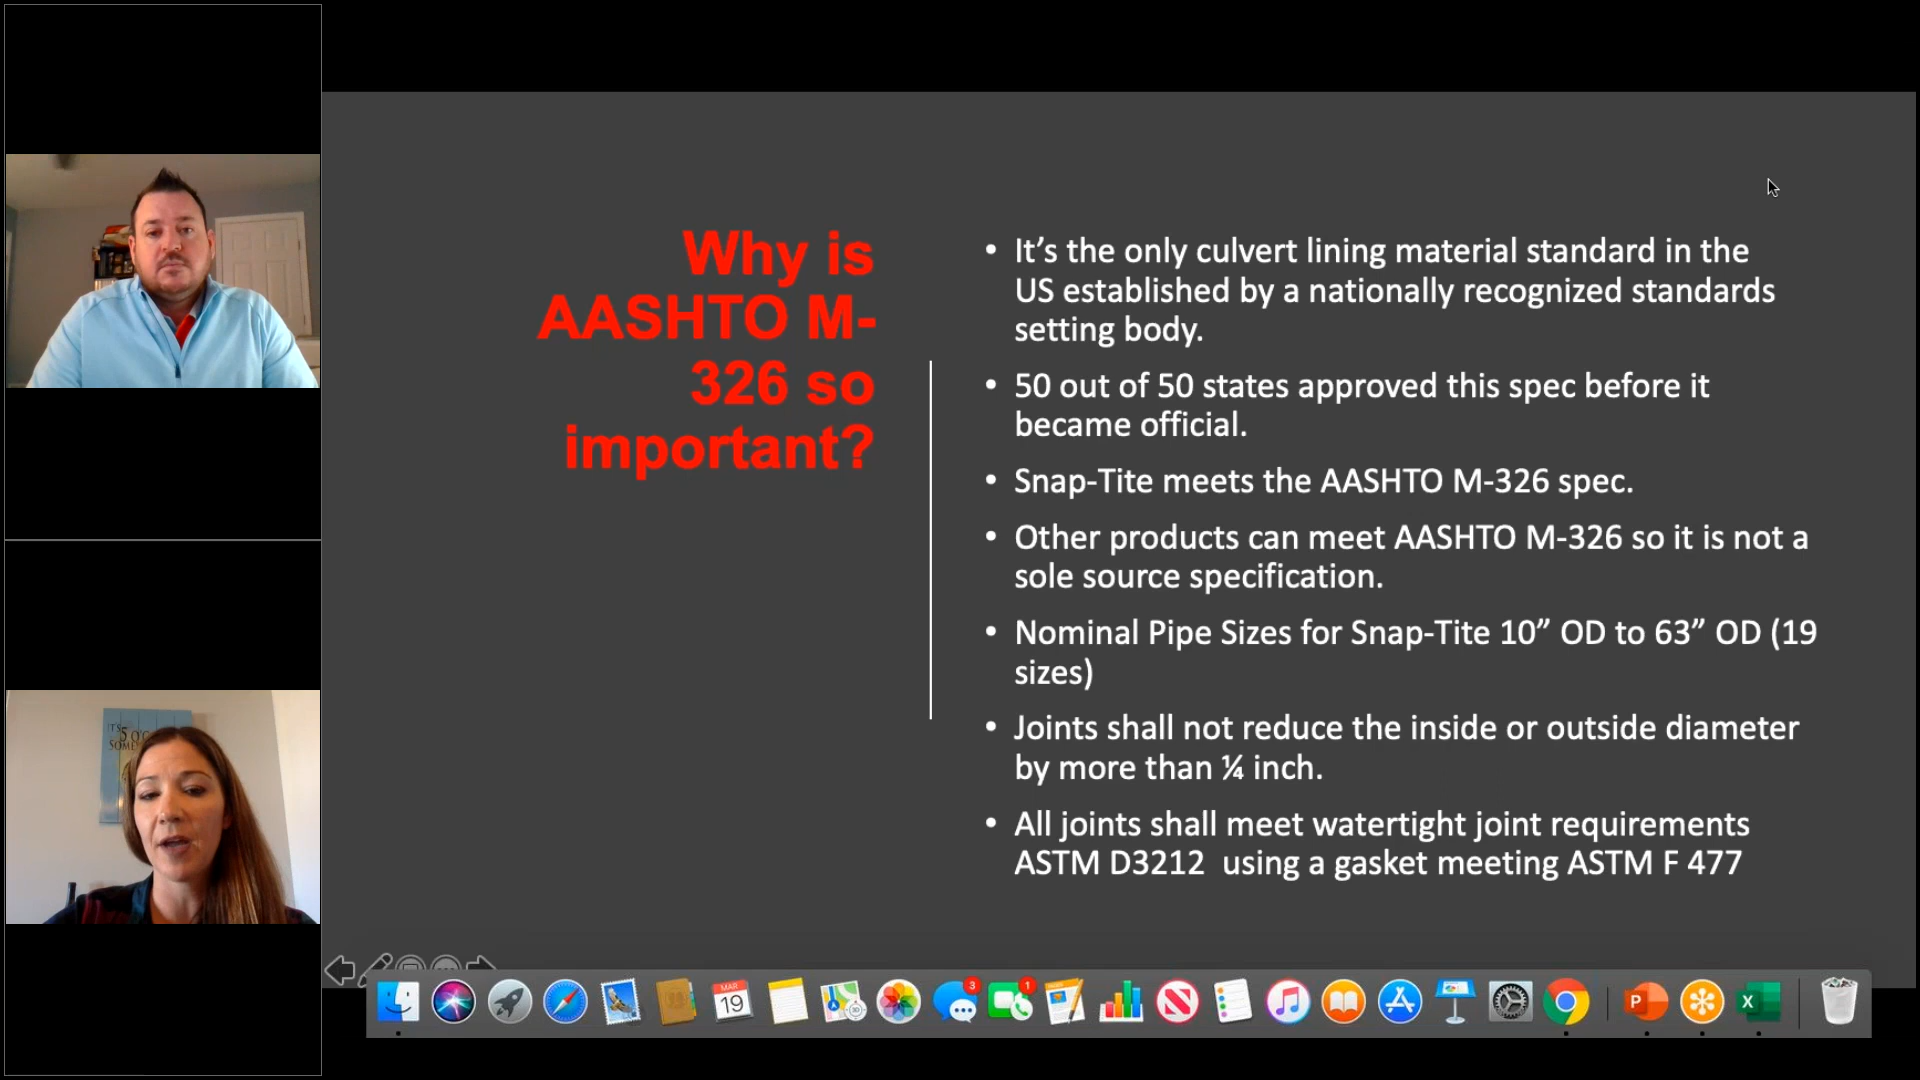 Why is
AASHTO M-
326 so
important?
• It’s the only culvert lining material standard in the
US established by a nationally recognized standards
setting body.
• 50 out of 50 states approved this spec before it
became official.
• Snap-Tite meets the AASHTO M-326 spec.
• Other products can meet AASHTO M-326 so it is not a
sole source specification.
• Nominal Pipe Sizes for Snap-Tite 10” OD to 63” OD (19
sizes)
• Joints shall not reduce the inside or outside diameter
by more than ¼ inch.
• All joints shall meet watertight joint requirements
ASTM D3212  using a gasket meeting ASTM F 477
IT'S
5 O'C
SOME
MAR
19
3
1
P
X